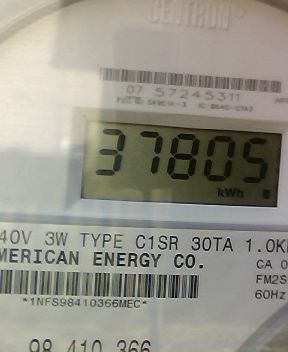 CENTRON
07 57245311
37805
kWh
40V 3W TYPE C1SR 30TA 1.0K
MERICAN ENERGY CO.
CA 0
FM2S
60Hz
*1NFS98410366MEC*
98 410 366